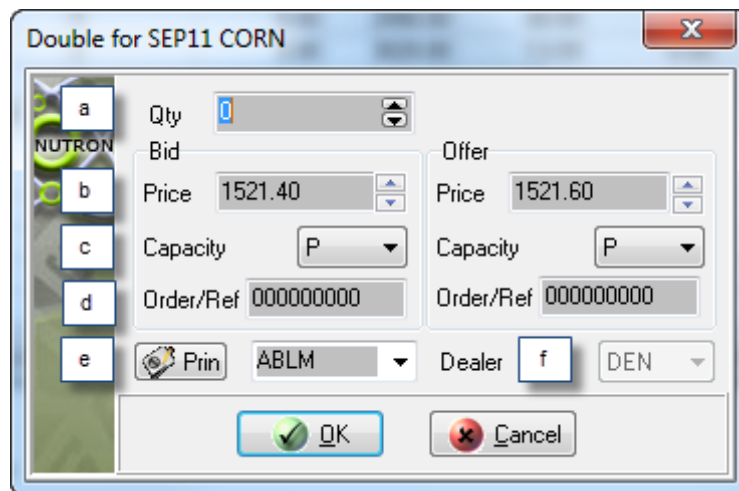 Double for SEP11 CORN
a Qty 0
NUTRON
Bid Offer
b Price 1521.40 Price 1521.60
c Capacity P Capacity P
d Order/Ref 000000000 Order/Ref 000000000
e Prin ABLM Dealer f DEN
OK Cancel